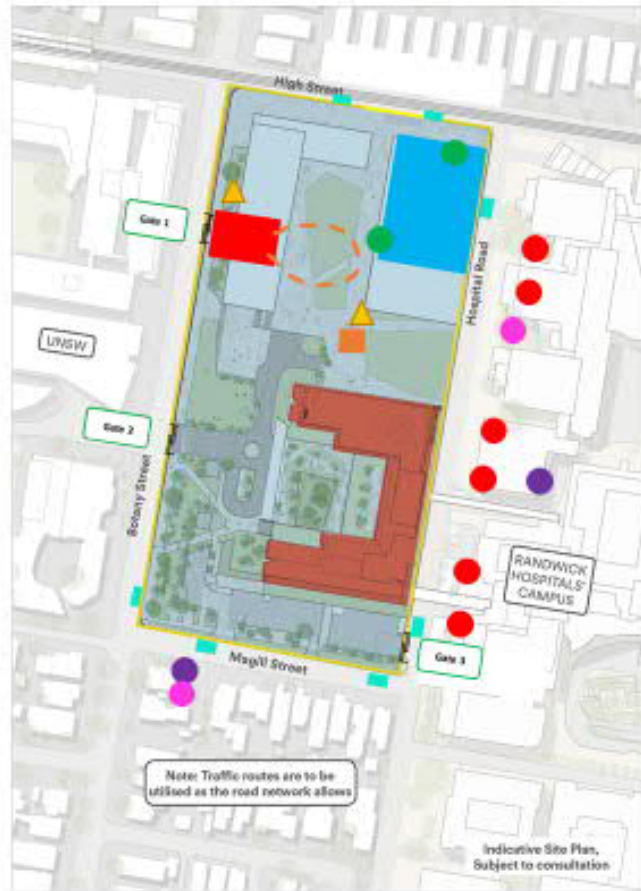 High Street
Gate 1
Hospital Road
UNSW
Gate 2
Botany Street
RANDWICK
HOSPITALS'
CAMPUS
Gate 3
Magill Street
Note: Traffic routes are to be
utilised as the road network allows
Indicative Site Plan,
Subject to consultation